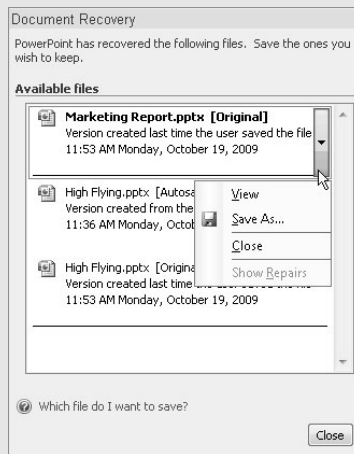 Document Recovery
PowerPoint has recovered the following files. Save the ones you
wish to keep.
Available files
Marketing Report.pptx [Original]
Version created last time the user saved the file
11:53 AM Monday, October 19, 2009
High Flying.pptx [Autosa
Version created from the
11:36 AM Monday, Octob
View
Save As...
Close
Show Repairs
High Flying.pptx [Origina
Version created last time
11:53 AM Monday, October 19, 2009
Which file do I want to save?
Close